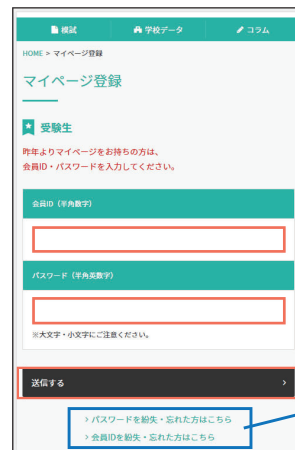 模試 学校データ コラム
HOME > マイページ登録
マイページ登録
受験生
昨年よりマイページをお持ちの方は、
会員ID・パスワードを入力してください。
会員ID（半角数字）
パスワード（半角英数字）
※大文字・小文字にご注意ください。
送信する >
> パスワードを紛失・忘れた方はこちら
> 会員IDを紛失・忘れた方はこちら